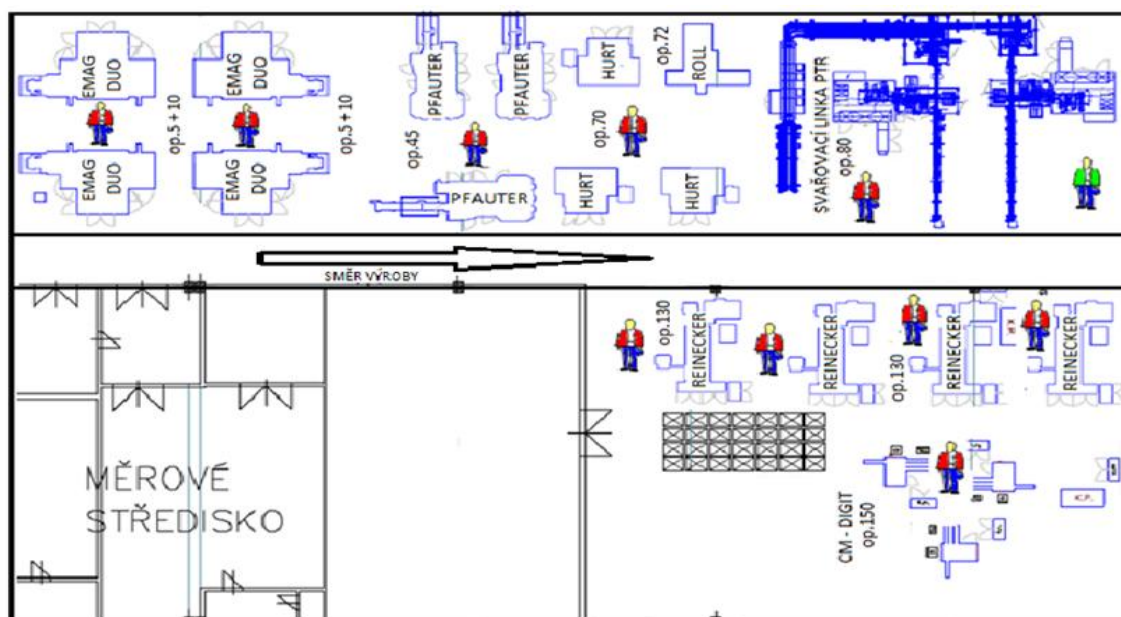 EMAG
DUO
EMAG
DUO
op.5 + 10
op.5 + 10
EMAG
DUO
EMAG
DUO
op.45
PFAUTER
PFAUTER
PFAUTER
HURT
op.70
HURT
HURT
op.72
ROLL
SVAŘOVACÍ LINKA PTR
op.80
SMĚR VÝROBY
op.130
REINECKER
REINECKER
op.130
REINECKER
REINECKER
MĚROVÉ
STŘEDISKO
CM - DIGIT
op.150